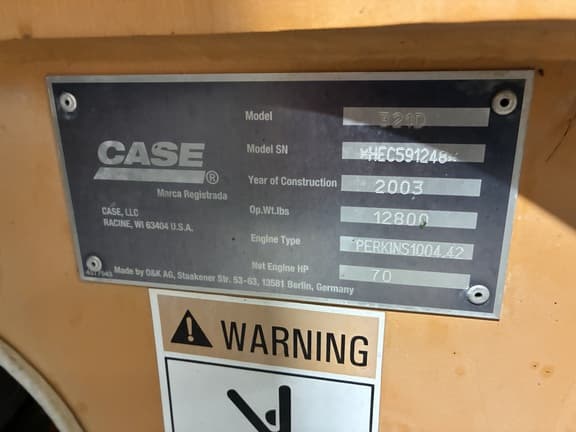 Model 321D
CASE ®
Model SN *HEC591248*
Marca Registrada
Year of Construction 2003
CASE, LLC
Op.Wt.lbs 12800
RACINE, WI 63404 U.S.A.
Engine Type PERKINS1004.42
Net Engine HP 70
Made by O&K AG, Staakener Str. 53-63, 13581 Berlin, Germany
WARNING